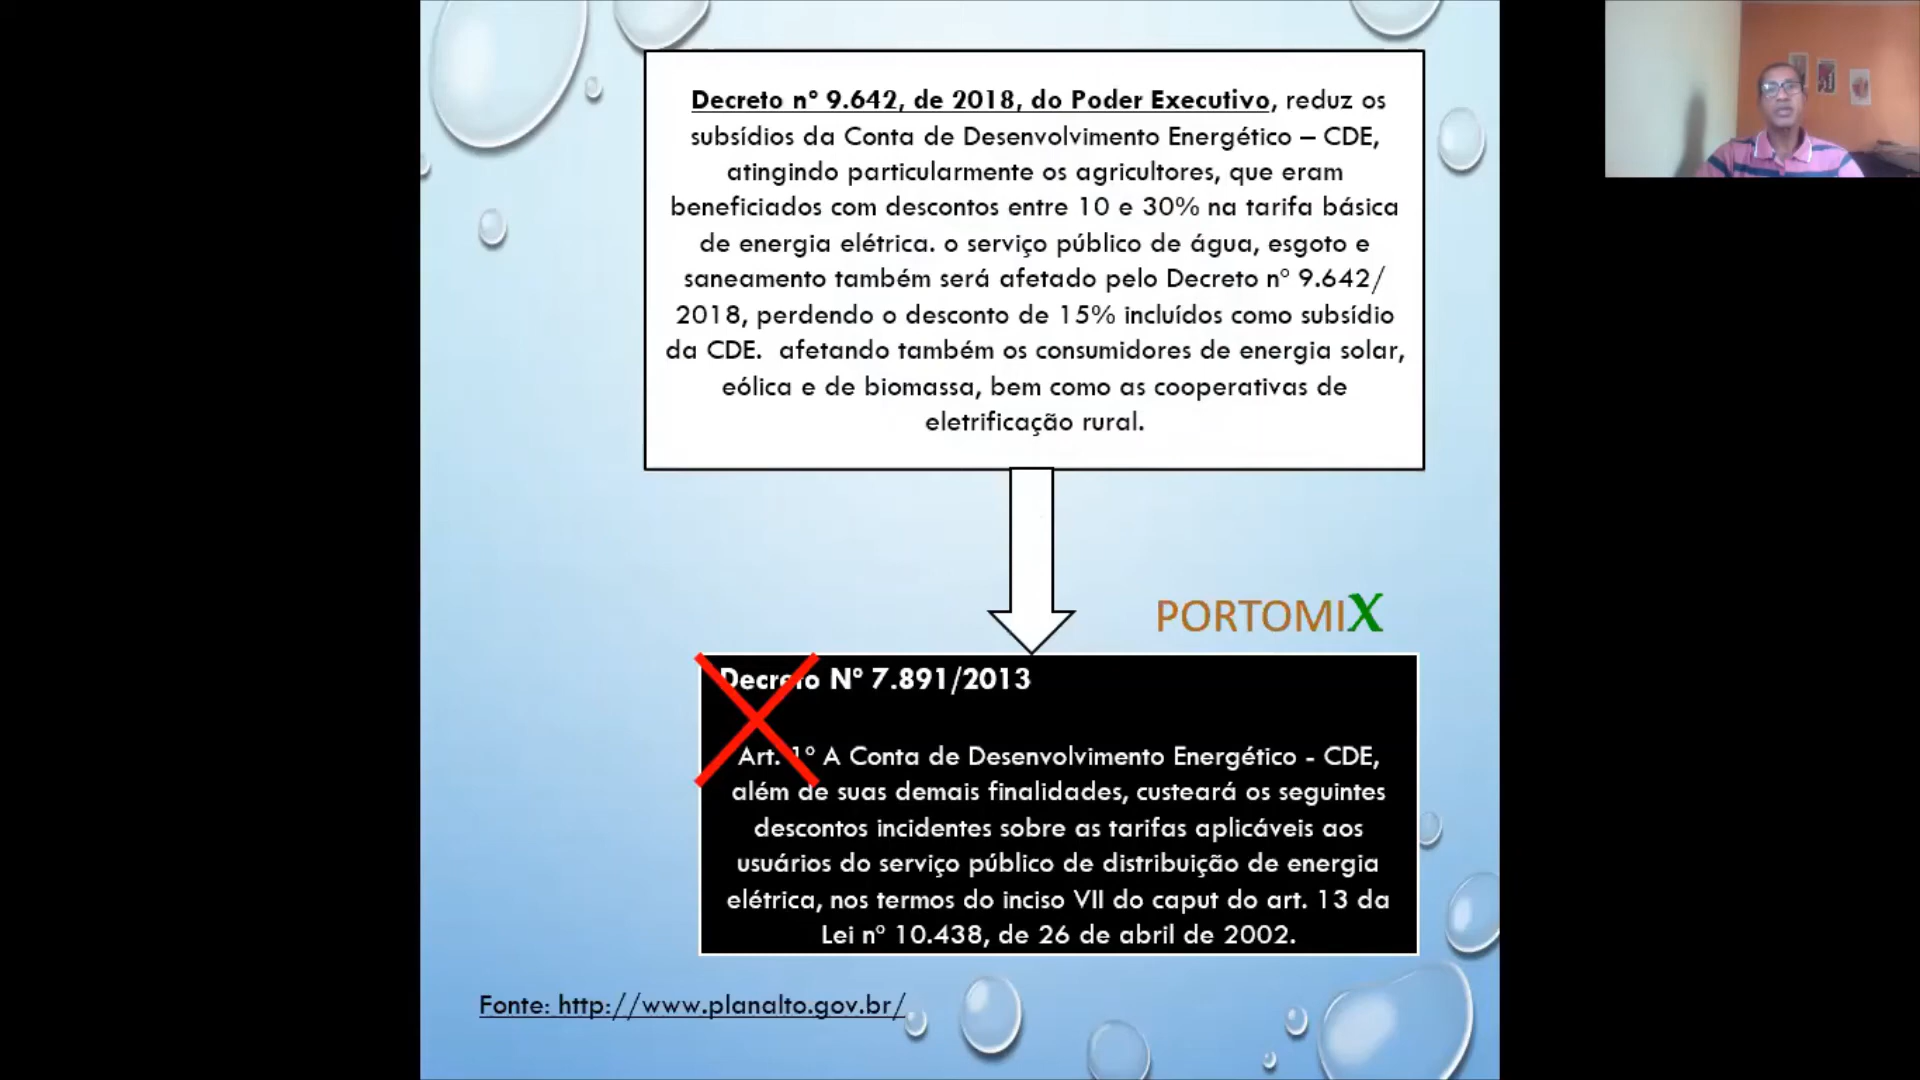 Decreto nº 9.642, de 2018, do Poder Executivo, reduz os
subsídios da Conta de Desenvolvimento Energético – CDE,
atingindo particularmente os agricultores, que eram
beneficiados com descontos entre 10 e 30% na tarifa básica
de energia elétrica. o serviço público de água, esgoto e
saneamento também será afetado pelo Decreto nº 9.642/
2018, perdendo o desconto de 15% incluídos como subsídio
da CDE.  afetando também os consumidores de energia solar,
eólica e de biomassa, bem como as cooperativas de
eletrificação rural.
PORTOMIX
Decreto Nº 7.891/2013
Art. 1º A Conta de Desenvolvimento Energético - CDE,
além de suas demais finalidades, custeará os seguintes
descontos incidentes sobre as tarifas aplicáveis aos
usuários do serviço público de distribuição de energia
elétrica, nos termos do inciso VII do caput do art. 13 da
Lei nº 10.438, de 26 de abril de 2002.
Fonte: http://www.planalto.gov.br/